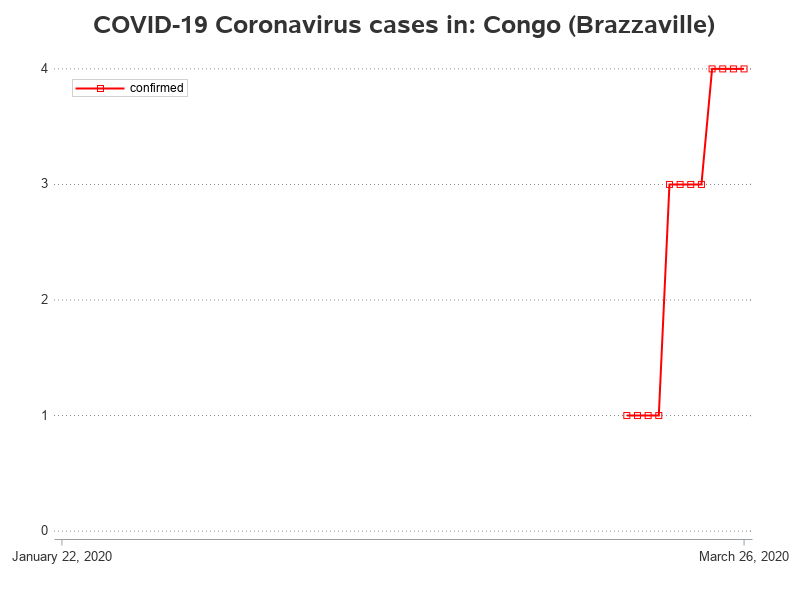 COVID-19 Coronavirus cases in: Congo (Brazzaville)
4
confirmed
3
2
1
0
January 22, 2020
March 26, 2020